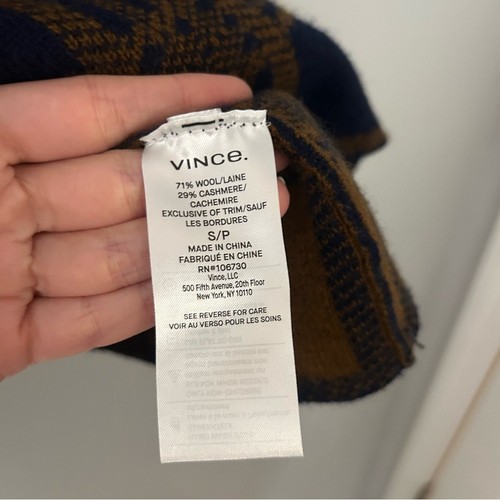 VINCE.
71% WOOL/LAINE
29% CASHMERE/
CACHEMIRE
EXCLUSIVE OF TRIM/SAUF
LES BORDURES
S/P
MADE IN CHINA
FABRIQUÉ EN CHINE
RN#106730
Vince, LLC
500 Fifth Avenue, 20th Floor
New York, NY 10110
SEE REVERSE FOR CARE
VOIR AU VERSO POUR LES SOINS